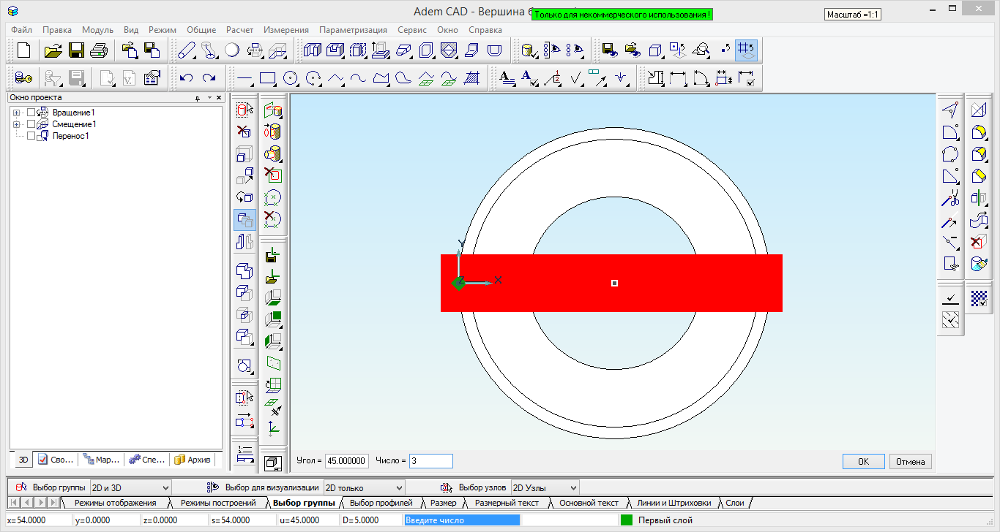 Adem CAD - Вершина
Только для некоммерческого использования !
Масштаб =1:1
Файл Правка Модуль Вид Режим Общие Расчет Измерения Параметризация Сервис Окно Справка
Окно проекта
Вращение1
Смещение1
Перенос1
Y
Z
X
3D Сво... Мар... Спе... Архив
Угол = 45.000000 Число = 3 OK Отмена
Выбор группы 2D и 3D Выбор для визуализации 2D только Выбор узлов 2D Узлы
Режимы отображения Режимы построений Выбор группы Выбор профилей Размер Размерный текст Основной текст Линии и Штриховки Слои
x=54.0000 y=0.0000 z=0.0000 s=54.0000 u=45.0000 D=5.0000 Введите число Первый слой